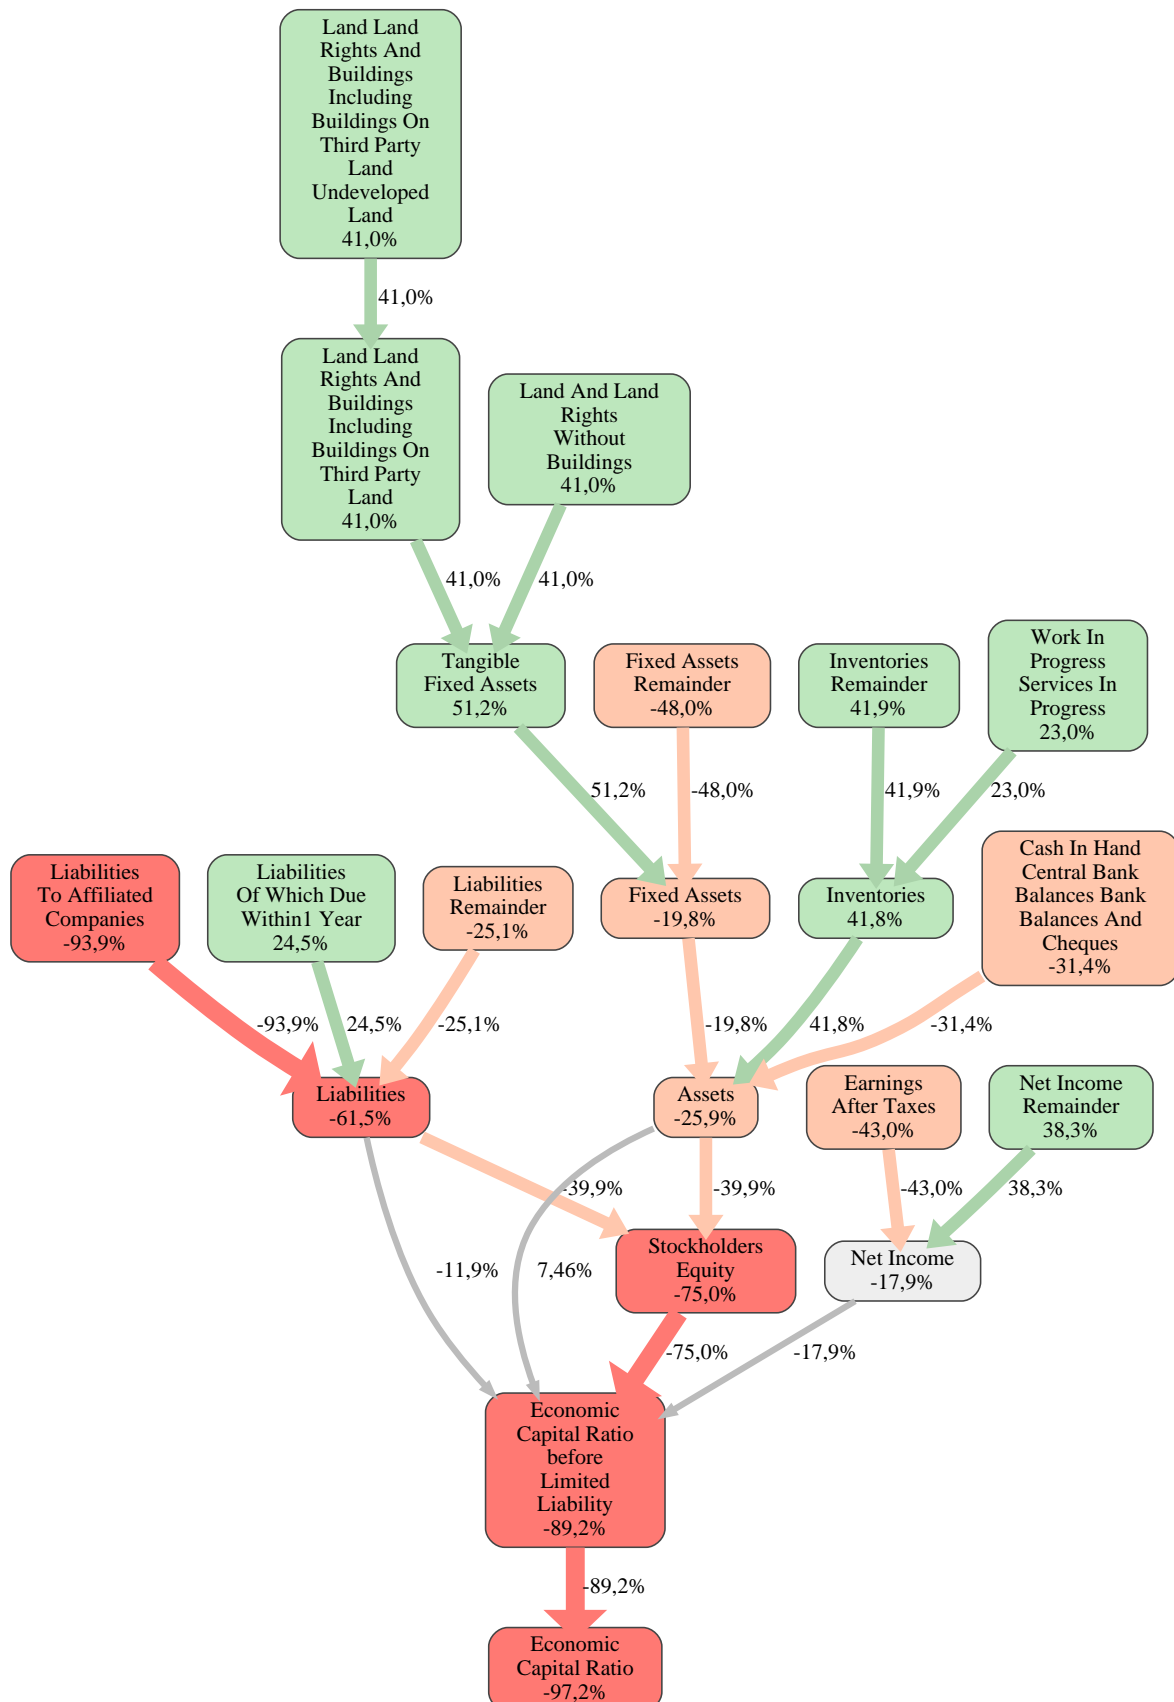 Land Land
Rights And
Buildings
Including
Buildings On
Third Party
Land
Undeveloped
Land
41,0%
41,0%
Land Land
Rights And
Buildings
Including
Buildings On
Third Party
Land
41,0%
Land And Land
Rights
Without
Buildings
41,0%
41,0%
41,0%
Tangible
Fixed Assets
51,2%
Fixed Assets
Remainder
-48,0%
Inventories
Remainder
41,9%
Work In
Progress
Services In
Progress
23,0%
51,2%
-48,0%
41,9%
23,0%
Liabilities
To Affiliated
Companies
-93,9%
Liabilities
Of Which Due
Within1 Year
24,5%
Liabilities
Remainder
-25,1%
Fixed Assets
-19,8%
Inventories
41,8%
Cash In Hand
Central Bank
Balances Bank
Balances And
Cheques
-31,4%
-93,9%
24,5%
-25,1%
-19,8%
41,8%
-31,4%
Liabilities
-61,5%
Assets
-25,9%
Earnings
After Taxes
-43,0%
Net Income
Remainder
38,3%
-39,9%
-39,9%
-43,0%
38,3%
Stockholders
Equity
-75,0%
Net Income
-17,9%
-11,9%
7,46%
-75,0%
-17,9%
Economic
Capital Ratio
before
Limited
Liability
-89,2%
-89,2%
Economic
Capital Ratio
-97,2%